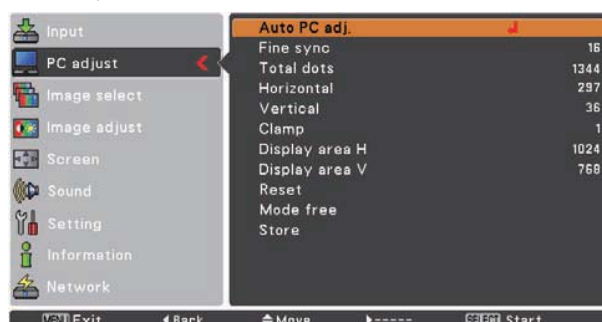 Input
PC adjust
Image select
Image adjust
Screen
Sound
Setting
Information
Network
Auto PC adj.
Fine sync 16
Total dots 1344
Horizontal 297
Vertical 36
Clamp 1
Display area H 1024
Display area V 768
Reset
Mode free
Store
MENU Exit Back Move ----- SELECT Start